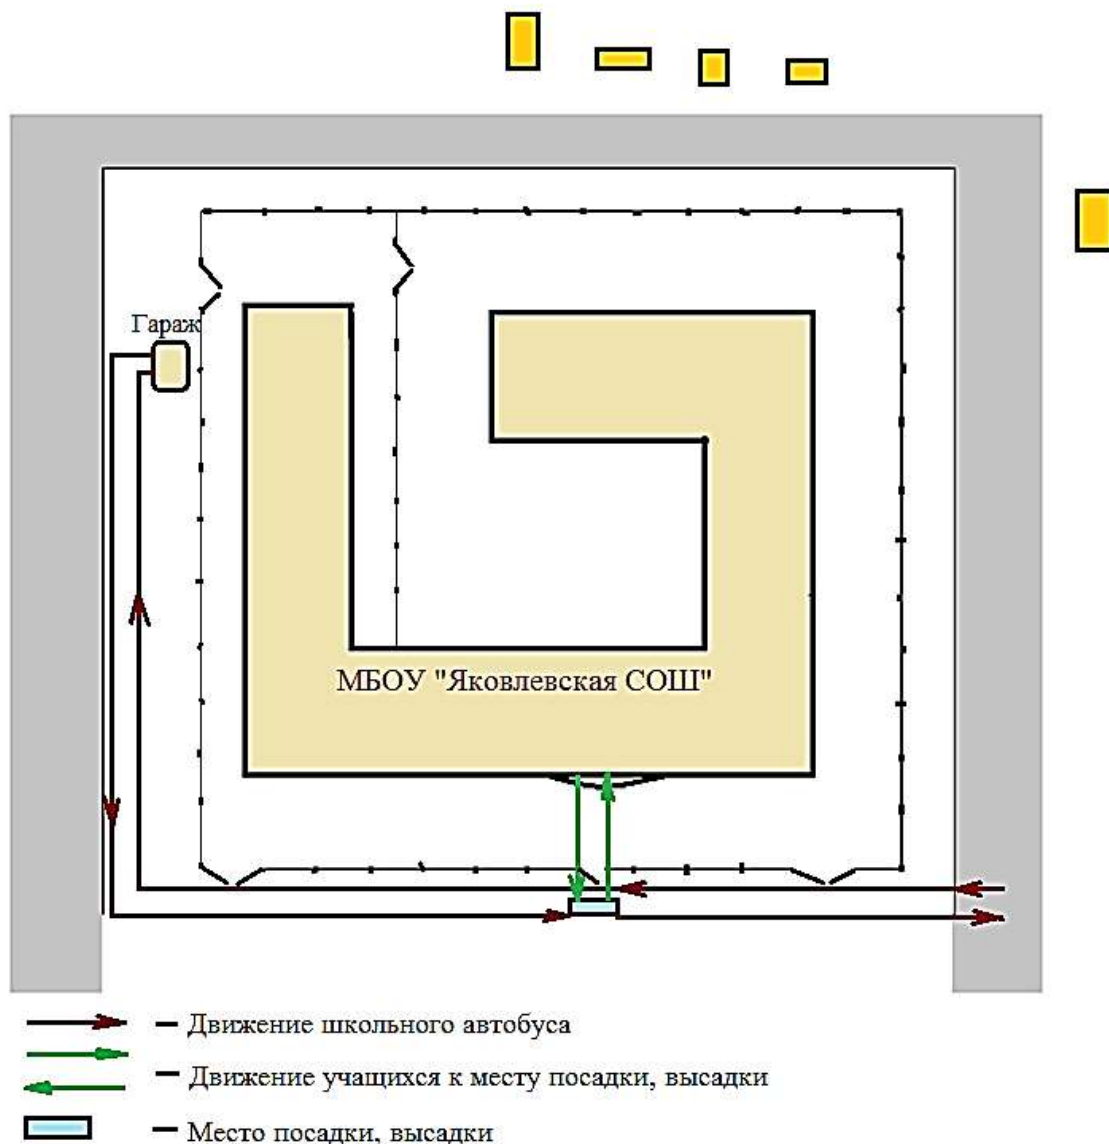 Гараж
МБОУ "Яковлевская СОШ"
— Движение школьного автобуса
— Движение учащихся к месту посадки, высадки
— Место посадки, высадки